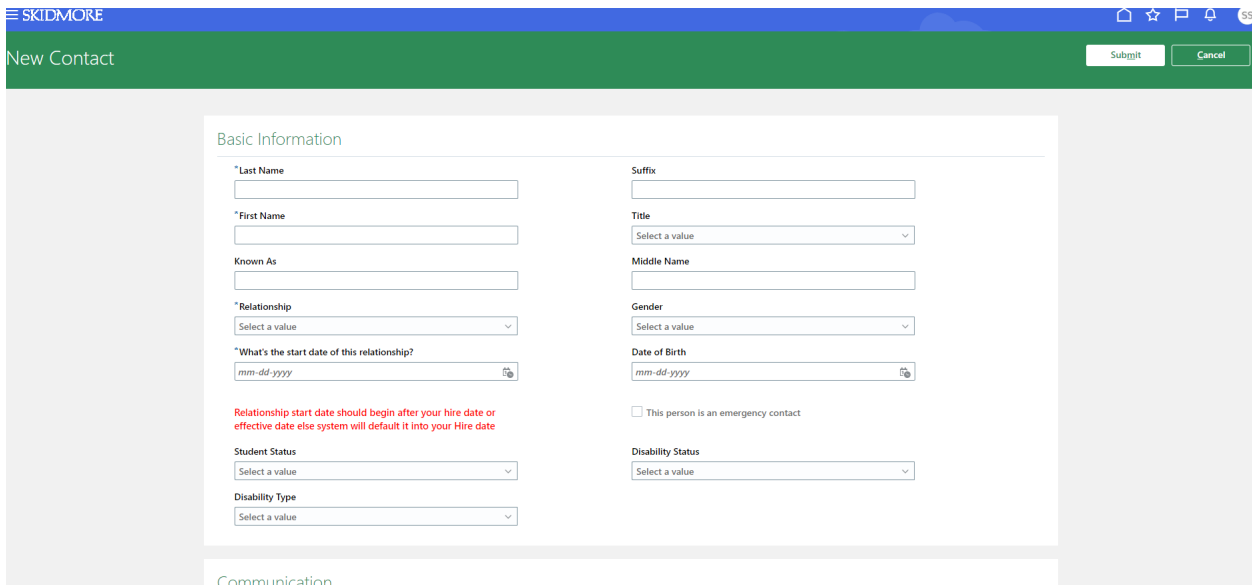 SKIDMORE
SS
New Contact
Submit
Cancel
Basic Information
*Last Name
Suffix
*First Name
Title
Select a value
Known As
Middle Name
*Relationship
Gender
Select a value
Select a value
*What's the start date of this relationship?
Date of Birth
mm-dd-yyyy
mm-dd-yyyy
Relationship start date should begin after your hire date or
effective date else system will default it into your Hire date
This person is an emergency contact
Student Status
Disability Status
Select a value
Select a value
Disability Type
Select a value
Communication